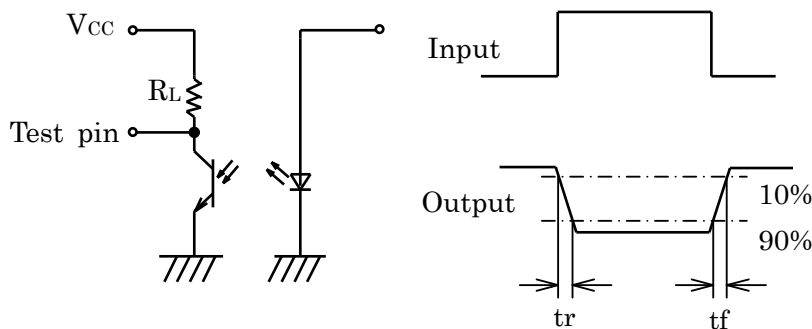 VCC
RL
Test pin
Input
Output
10%
90%
tr
tf